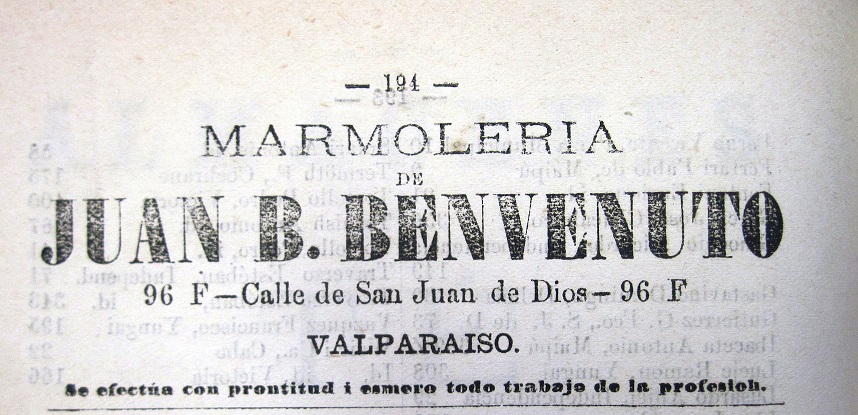 — 194 —
MARMOLERIA
DE
JUAN B. BENVENUTO
96 F—Calle de San Juan de Dios—96 F
VALPARAISO.
Se efectúa con prontitud i esmero todo trabajo de la profesion.